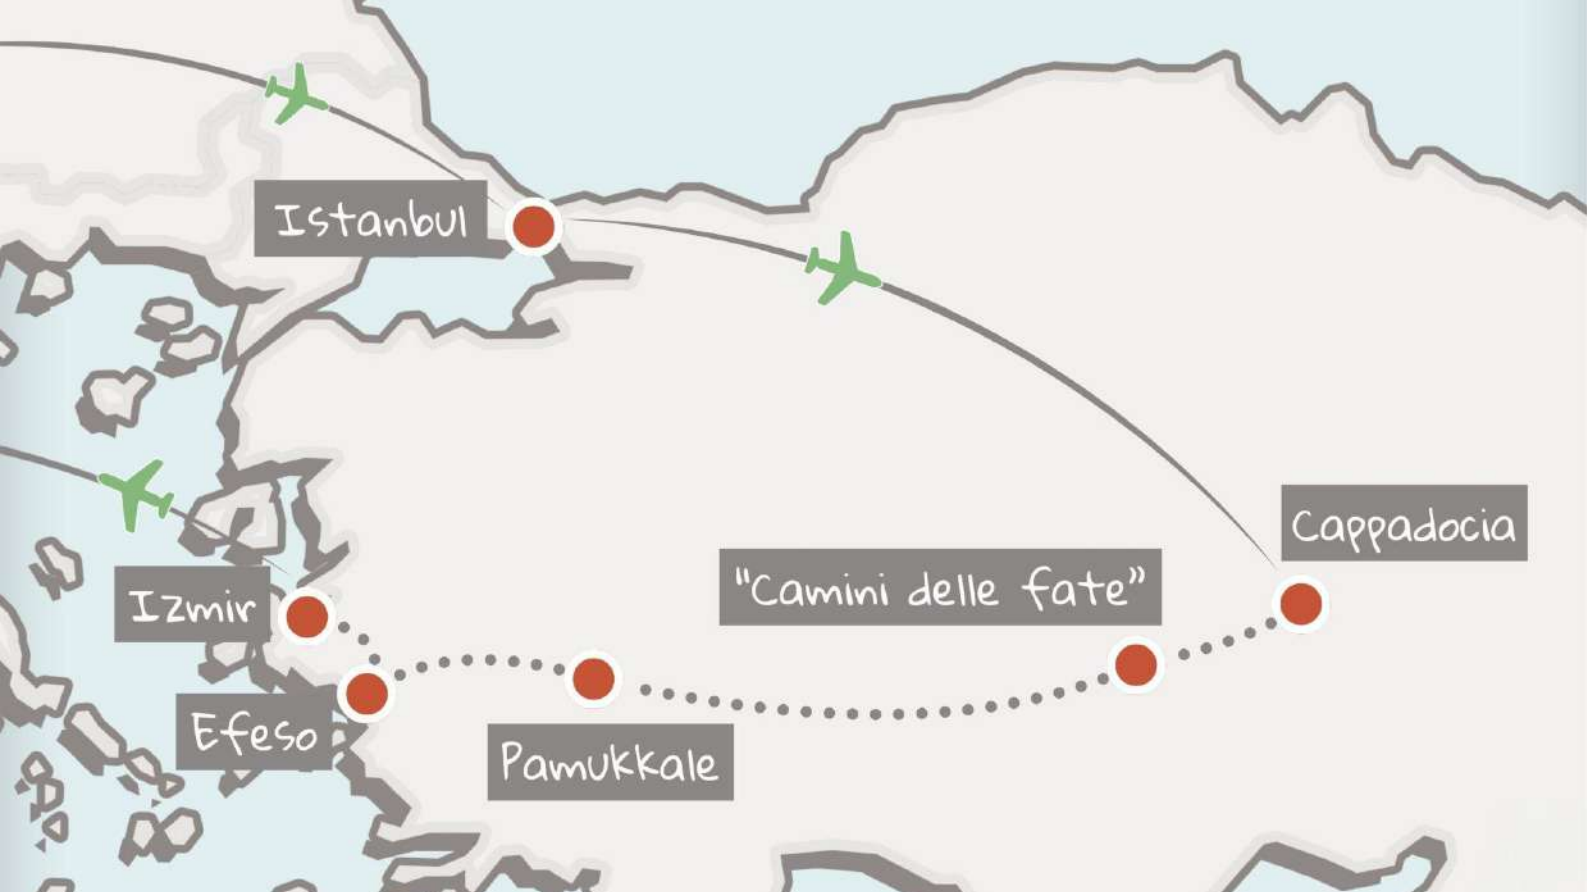 Istanbul
Cappadocia
"Camini delle fate"
Izmir
Efeso
Pamukkale